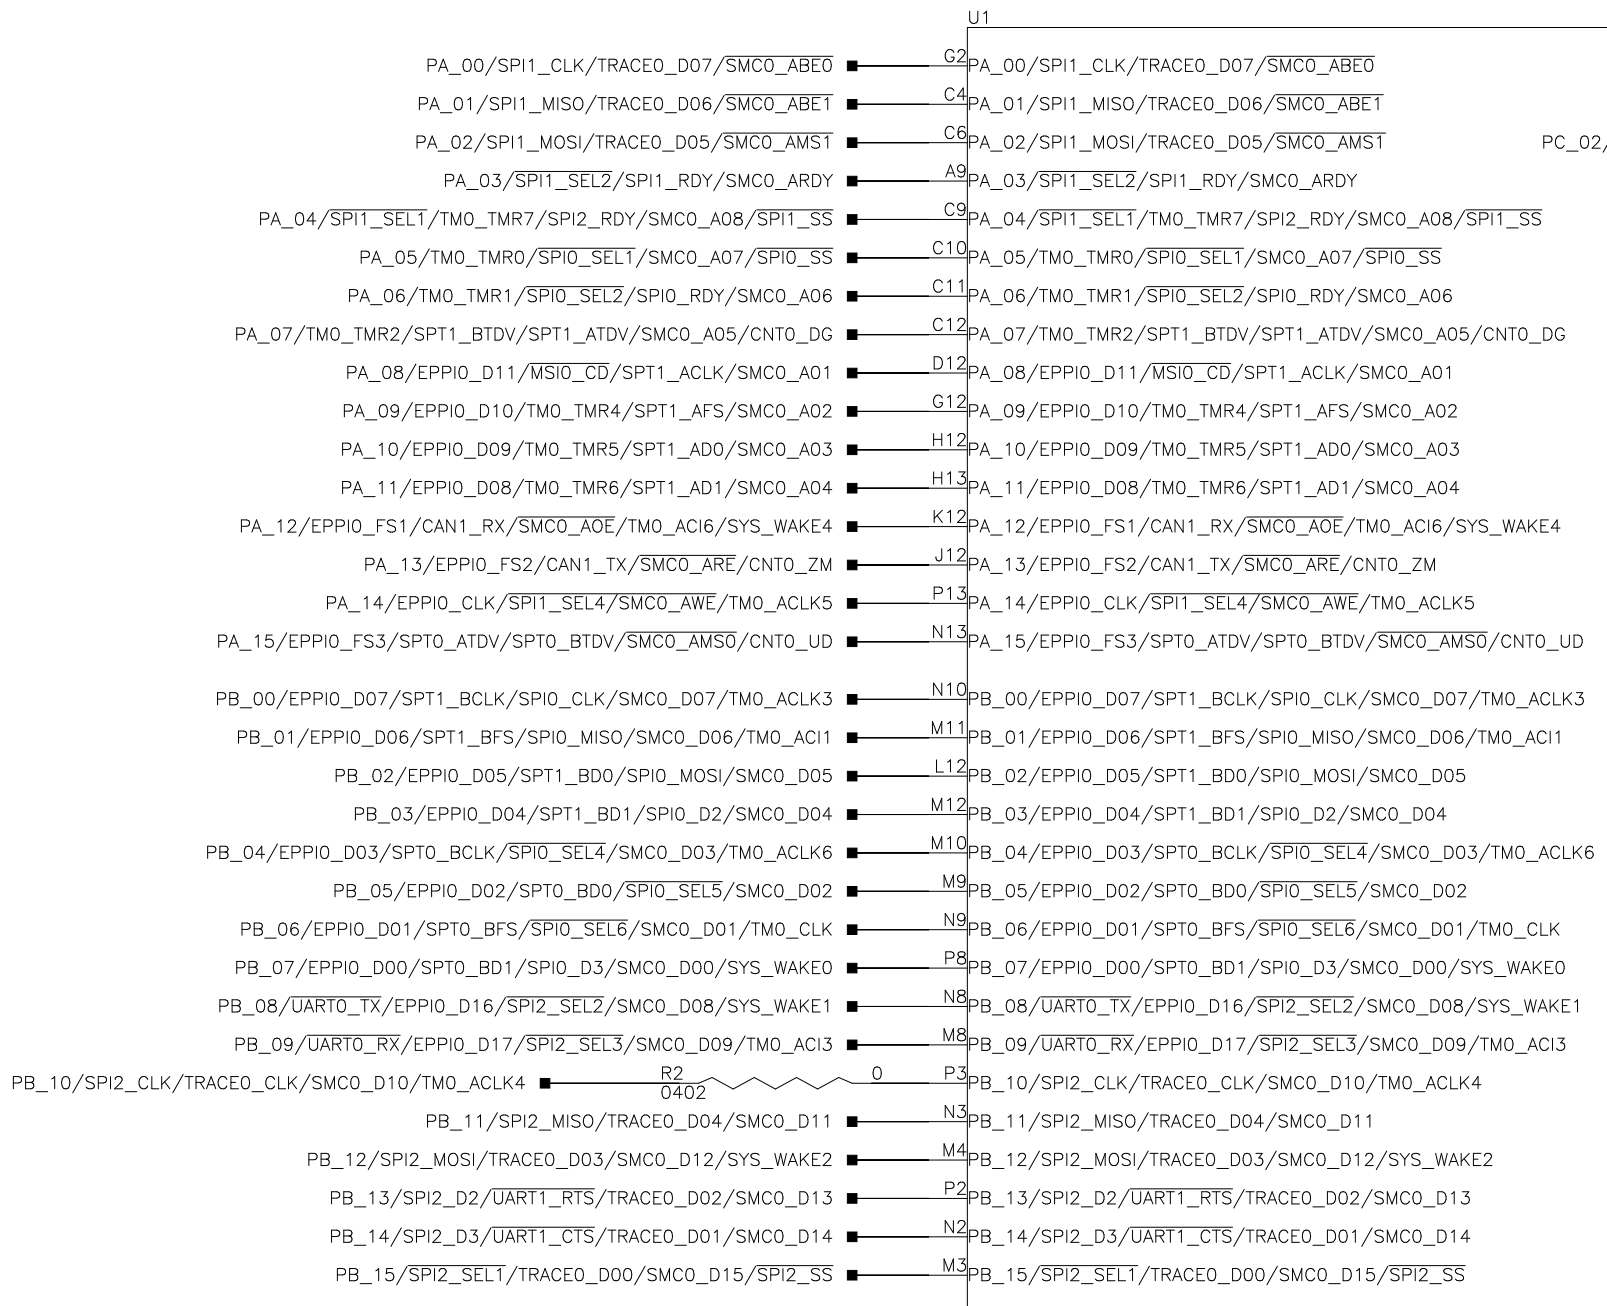 U1
PA_00/SPI1_CLK/TRACE0_D07/SMC0_ABE0 G2 PA_00/SPI1_CLK/TRACE0_D07/SMC0_ABE0
PA_01/SPI1_MISO/TRACE0_D06/SMC0_ABE1 C4 PA_01/SPI1_MISO/TRACE0_D06/SMC0_ABE1
PA_02/SPI1_MOSI/TRACE0_D05/SMC0_AMS1 C6 PA_02/SPI1_MOSI/TRACE0_D05/SMC0_AMS1 PC_02/
PA_03/SPI1_SEL2/SPI1_RDY/SMC0_ARDY A9 PA_03/SPI1_SEL2/SPI1_RDY/SMC0_ARDY
PA_04/SPI1_SEL1/TM0_TMR7/SPI2_RDY/SMC0_A08/SPI1_SS C9 PA_04/SPI1_SEL1/TM0_TMR7/SPI2_RDY/SMC0_A08/SPI1_SS
PA_05/TM0_TMR0/SPI0_SEL1/SMC0_A07/SPI0_SS C10 PA_05/TM0_TMR0/SPI0_SEL1/SMC0_A07/SPI0_SS
PA_06/TM0_TMR1/SPI0_SEL2/SPI0_RDY/SMC0_A06 C11 PA_06/TM0_TMR1/SPI0_SEL2/SPI0_RDY/SMC0_A06
PA_07/TM0_TMR2/SPT1_BTDV/SPT1_ATDV/SMC0_A05/CNT0_DG C12 PA_07/TM0_TMR2/SPT1_BTDV/SPT1_ATDV/SMC0_A05/CNT0_DG
PA_08/EPPI0_D11/MSI0_CD/SPT1_ACLK/SMC0_A01 D12 PA_08/EPPI0_D11/MSI0_CD/SPT1_ACLK/SMC0_A01
PA_09/EPPI0_D10/TM0_TMR4/SPT1_AFS/SMC0_A02 G12 PA_09/EPPI0_D10/TM0_TMR4/SPT1_AFS/SMC0_A02
PA_10/EPPI0_D09/TM0_TMR5/SPT1_AD0/SMC0_A03 H12 PA_10/EPPI0_D09/TM0_TMR5/SPT1_AD0/SMC0_A03
PA_11/EPPI0_D08/TM0_TMR6/SPT1_AD1/SMC0_A04 H13 PA_11/EPPI0_D08/TM0_TMR6/SPT1_AD1/SMC0_A04
PA_12/EPPI0_FS1/CAN1_RX/SMC0_AOE/TM0_ACI6/SYS_WAKE4 K12 PA_12/EPPI0_FS1/CAN1_RX/SMC0_AOE/TM0_ACI6/SYS_WAKE4
PA_13/EPPI0_FS2/CAN1_TX/SMC0_ARE/CNT0_ZM J12 PA_13/EPPI0_FS2/CAN1_TX/SMC0_ARE/CNT0_ZM
PA_14/EPPI0_CLK/SPI1_SEL4/SMC0_AWE/TM0_ACLK5 P13 PA_14/EPPI0_CLK/SPI1_SEL4/SMC0_AWE/TM0_ACLK5
PA_15/EPPI0_FS3/SPT0_ATDV/SPT0_BTDV/SMC0_AMS0/CNT0_UD N13 PA_15/EPPI0_FS3/SPT0_ATDV/SPT0_BTDV/SMC0_AMS0/CNT0_UD
PB_00/EPPI0_D07/SPT1_BCLK/SPI0_CLK/SMC0_D07/TM0_ACLK3 N10 PB_00/EPPI0_D07/SPT1_BCLK/SPI0_CLK/SMC0_D07/TM0_ACLK3
PB_01/EPPI0_D06/SPT1_BFS/SPI0_MISO/SMC0_D06/TM0_ACI1 M11 PB_01/EPPI0_D06/SPT1_BFS/SPI0_MISO/SMC0_D06/TM0_ACI1
PB_02/EPPI0_D05/SPT1_BD0/SPI0_MOSI/SMC0_D05 L12 PB_02/EPPI0_D05/SPT1_BD0/SPI0_MOSI/SMC0_D05
PB_03/EPPI0_D04/SPT1_BD1/SPI0_D2/SMC0_D04 M12 PB_03/EPPI0_D04/SPT1_BD1/SPI0_D2/SMC0_D04
PB_04/EPPI0_D03/SPT0_BCLK/SPI0_SEL4/SMC0_D03/TM0_ACLK6 M10 PB_04/EPPI0_D03/SPT0_BCLK/SPI0_SEL4/SMC0_D03/TM0_ACLK6
PB_05/EPPI0_D02/SPT0_BD0/SPI0_SEL5/SMC0_D02 M9 PB_05/EPPI0_D02/SPT0_BD0/SPI0_SEL5/SMC0_D02
PB_06/EPPI0_D01/SPT0_BFS/SPI0_SEL6/SMC0_D01/TM0_CLK N9 PB_06/EPPI0_D01/SPT0_BFS/SPI0_SEL6/SMC0_D01/TM0_CLK
PB_07/EPPI0_D00/SPT0_BD1/SPI0_D3/SMC0_D00/SYS_WAKE0 P8 PB_07/EPPI0_D00/SPT0_BD1/SPI0_D3/SMC0_D00/SYS_WAKE0
PB_08/UART0_TX/EPPI0_D16/SPI2_SEL2/SMC0_D08/SYS_WAKE1 N8 PB_08/UART0_TX/EPPI0_D16/SPI2_SEL2/SMC0_D08/SYS_WAKE1
PB_09/UART0_RX/EPPI0_D17/SPI2_SEL3/SMC0_D09/TM0_ACI3 M8 PB_09/UART0_RX/EPPI0_D17/SPI2_SEL3/SMC0_D09/TM0_ACI3
PB_10/SPI2_CLK/TRACE0_CLK/SMC0_D10/TM0_ACLK4 R2 0 P3 PB_10/SPI2_CLK/TRACE0_CLK/SMC0_D10/TM0_ACLK4
0402
PB_11/SPI2_MISO/TRACE0_D04/SMC0_D11 N3 PB_11/SPI2_MISO/TRACE0_D04/SMC0_D11
PB_12/SPI2_MOSI/TRACE0_D03/SMC0_D12/SYS_WAKE2 M4 PB_12/SPI2_MOSI/TRACE0_D03/SMC0_D12/SYS_WAKE2
PB_13/SPI2_D2/UART1_RTS/TRACE0_D02/SMC0_D13 P2 PB_13/SPI2_D2/UART1_RTS/TRACE0_D02/SMC0_D13
PB_14/SPI2_D3/UART1_CTS/TRACE0_D01/SMC0_D14 N2 PB_14/SPI2_D3/UART1_CTS/TRACE0_D01/SMC0_D14
PB_15/SPI2_SEL1/TRACE0_D00/SMC0_D15/SPI2_SS M3 PB_15/SPI2_SEL1/TRACE0_D00/SMC0_D15/SPI2_SS